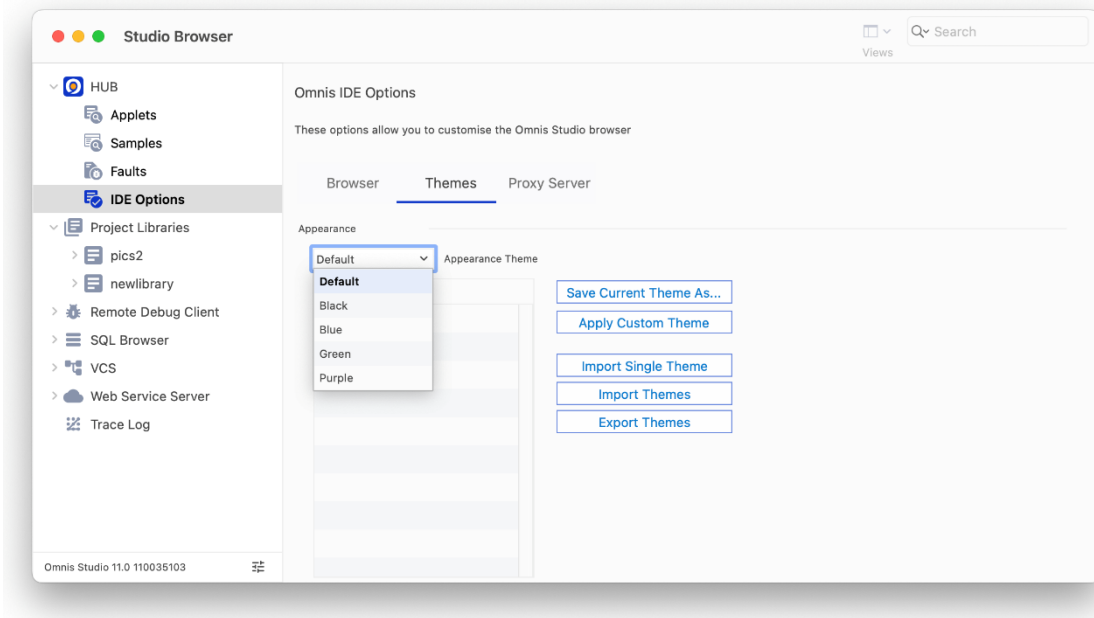 Studio Browser
Views
Search
HUB
Applets
Samples
Faults
IDE Options
Project Libraries
pics2
newlibrary
Remote Debug Client
SQL Browser
VCS
Web Service Server
Trace Log
Omnis Studio 11.0 110035103
Omnis IDE Options
These options allow you to customise the Omnis Studio browser
Browser Themes Proxy Server
Appearance
Default Appearance Theme
Default
Black
Blue
Green
Purple
Save Current Theme As...
Apply Custom Theme
Import Single Theme
Import Themes
Export Themes